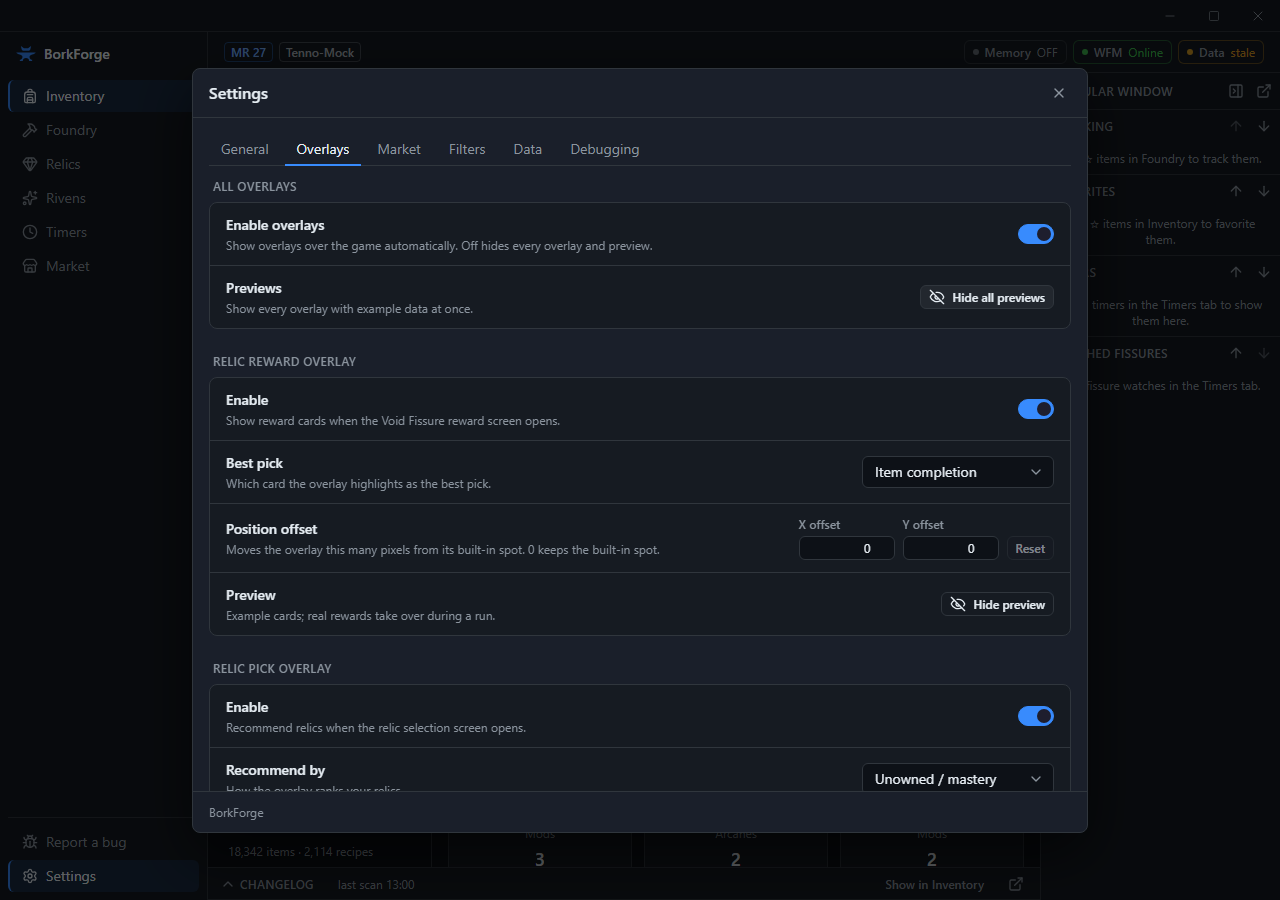 BorkForge
MR 27
Tenno-Mock
Memory OFF
WFM Online
Data stale
Inventory
Foundry
Relics
Rivens
Timers
Market
Report a bug
Settings
Settings
General
Overlays
Market
Filters
Data
Debugging
ALL OVERLAYS
Enable overlays
Show overlays over the game automatically. Off hides every overlay and preview.
Previews
Show every overlay with example data at once.
Hide all previews
RELIC REWARD OVERLAY
Enable
Show reward cards when the Void Fissure reward screen opens.
Best pick
Which card the overlay highlights as the best pick.
Item completion
Position offset
Moves the overlay this many pixels from its built-in spot. 0 keeps the built-in spot.
X offset
0
Y offset
0
Reset
Preview
Example cards; real rewards take over during a run.
Hide preview
RELIC PICK OVERLAY
Enable
Recommend relics when the relic selection screen opens.
Recommend by
How the overlay ranks your relics.
Unowned / mastery
BorkForge
ULAR WINDOW
KING
☆ items in Foundry to track them.
RITES
☆ items in Inventory to favorite
them.
S
timers in the Timers tab to show
them here.
HED FISSURES
fissure watches in the Timers tab.
18,342 items · 2,114 recipes
Mods
3
Arcanes
2
Mods
2
CHANGELOG
last scan 13:00
Show in Inventory